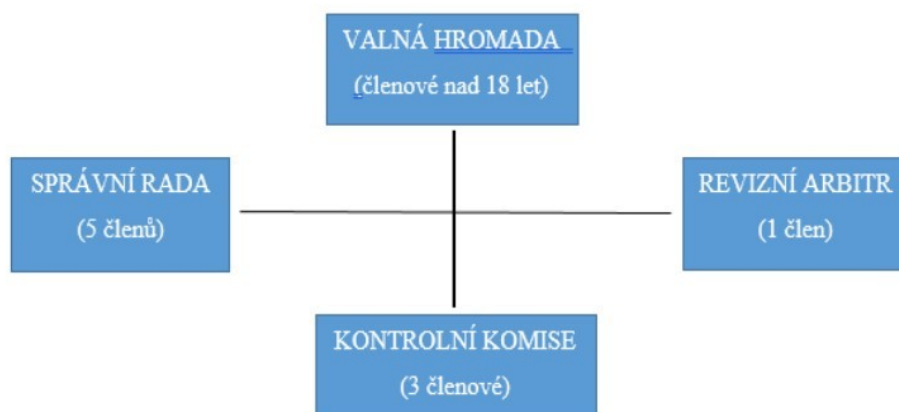 VALNÁ HROMADA
(členové nad 18 let)
SPRÁVNÍ RADA
(5 členů)
REVIZNÍ ARBITR
(1 člen)
KONTROLNÍ KOMISE
(3 členové)